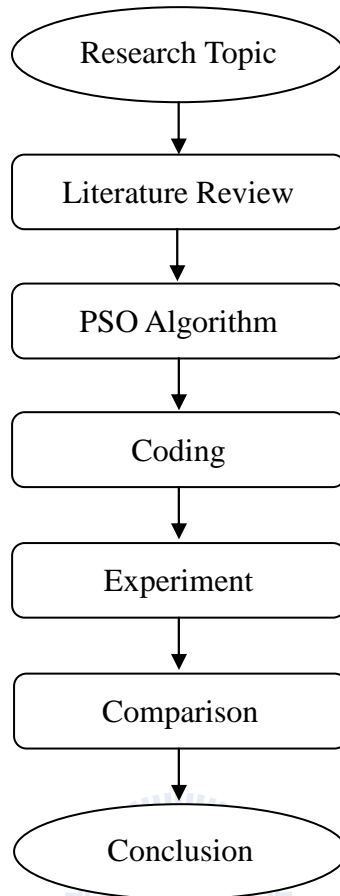 Research Topic
Literature Review
PSO Algorithm
Coding
Experiment
Comparison
Conclusion